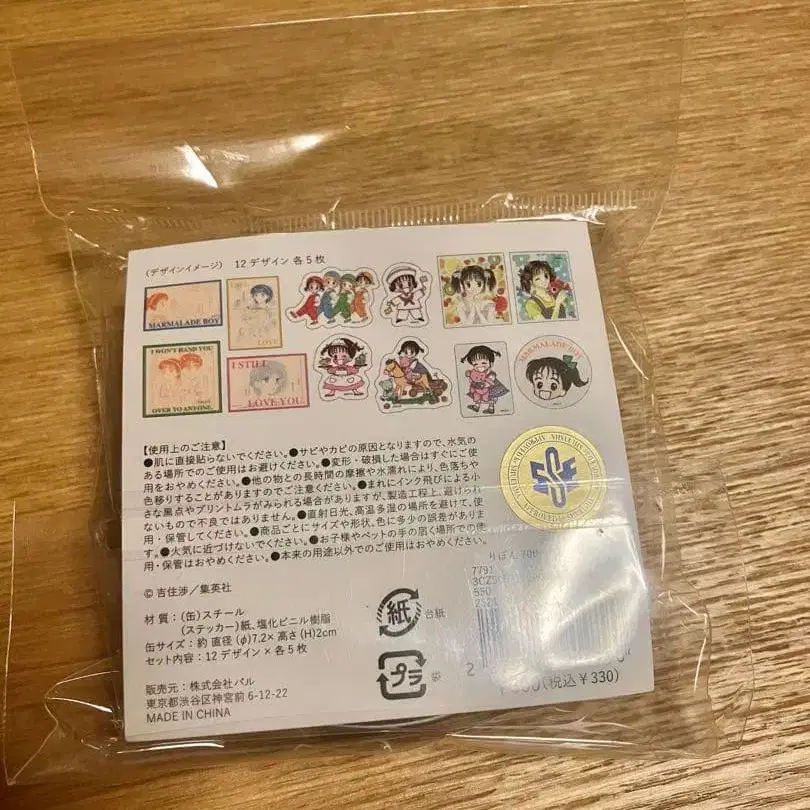 (デザインイメージ) 12デザイン 各5枚
MARMALADE BOY
LOVE
I WON'T HAND YOU
OVER TO ANYONE.
I STILL
LOVE YOU.
MARMALADE BOY
【使用上のご注意】
●肌に直接貼らないでください。●サビやカビの原因となりますので、水気の
ある場所でのご使用はお避けください。●変形・破損した場合はすぐにご使
用をおやめください。●他の物との長時間の摩擦や水濡れにより、色落ちや
色移りすることがありますのでご注意ください。●まれにインク飛びによる小
さな黒点やプリントムラがみられる場合がありますが、製造工程上、避けられ
ないもので不良ではありません。●直射日光、高温多湿の場所を避けて、使
用・保管してください。●商品ごとにサイズや形状、色に多少の誤差がありま
す。●火気に近づけないでください。●お子様やペットの手の届く場所での使
用・保管はおやめください。●本来の用途以外でのご使用はおやめください。
© 吉住渉/集英社
材 質:(缶)スチール
(ステッカー)紙、塩化ビニル樹脂
缶サイズ:約 直径(φ)7.2×高さ(H)2cm
セット内容:12デザイン×各5枚
販売元:株式会社パル
東京都渋谷区神宮前6-12-22
MADE IN CHINA
紙
台紙
プラ
袋
りぼん
7791
550
(税込¥330)